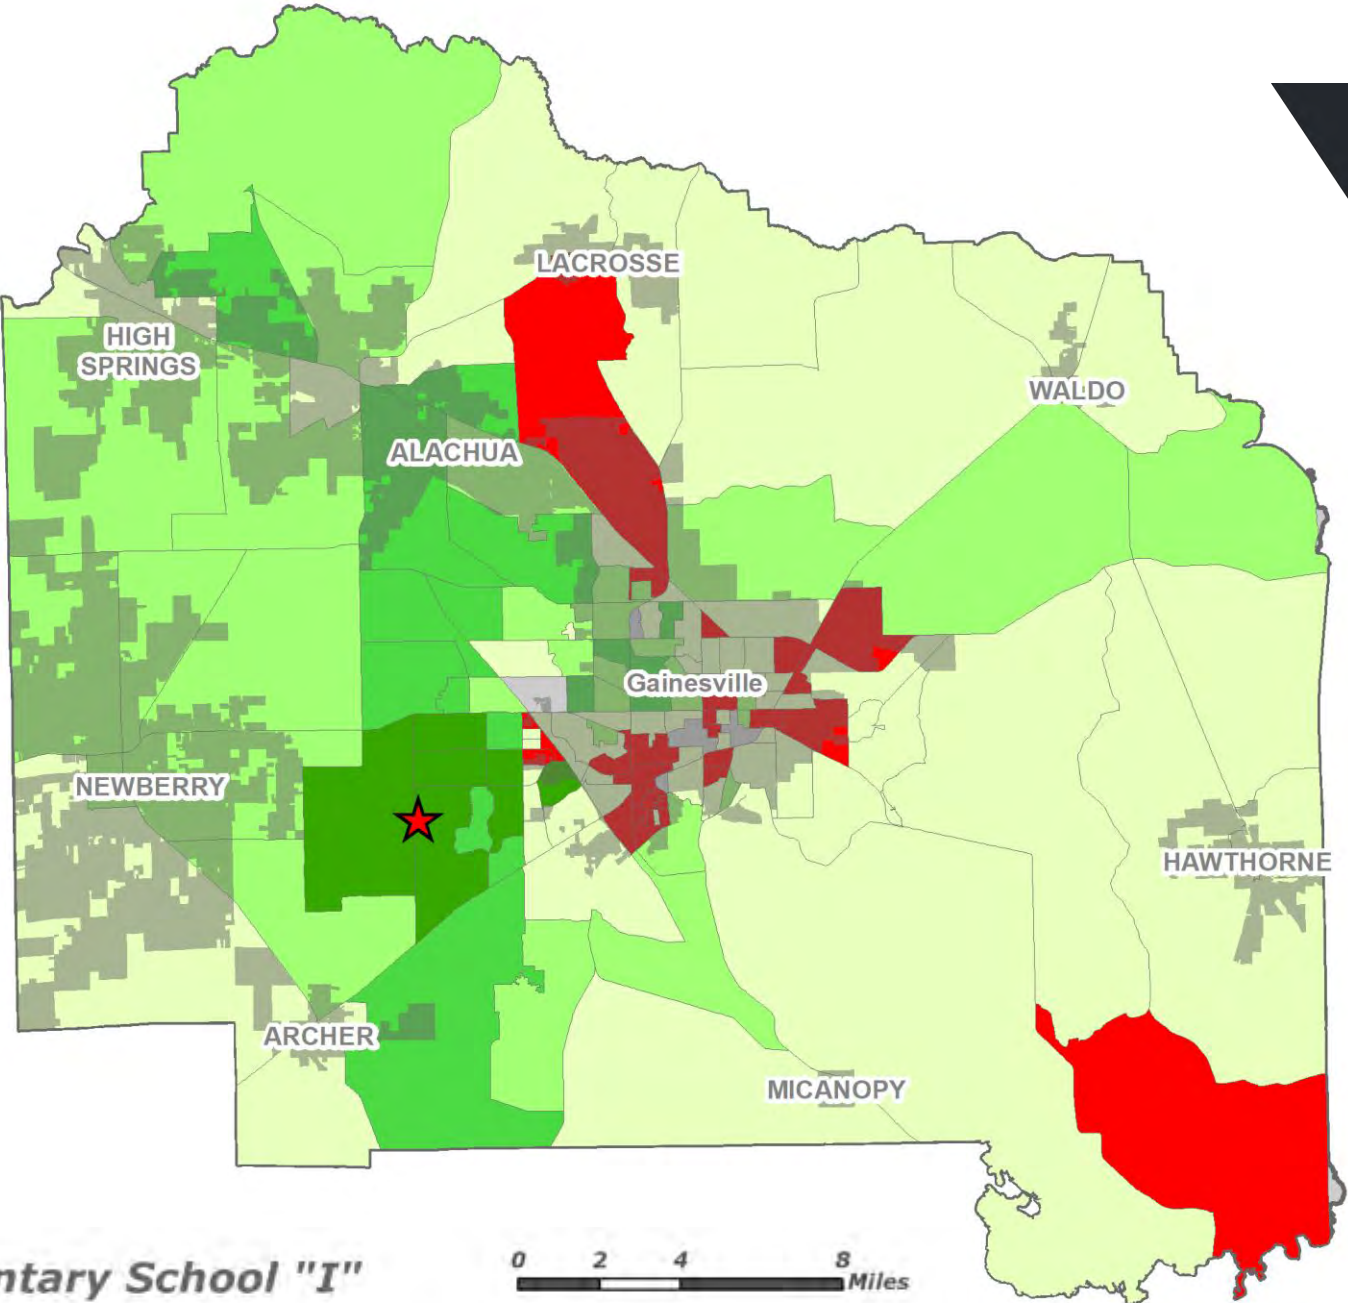 LACROSSE
HIGH
SPRINGS
WALDO
ALACHUA
Gainesville
NEWBERRY
HAWTHORNE
ARCHER
MICANOPY
ntary School "I"
0 2 4 8
Miles